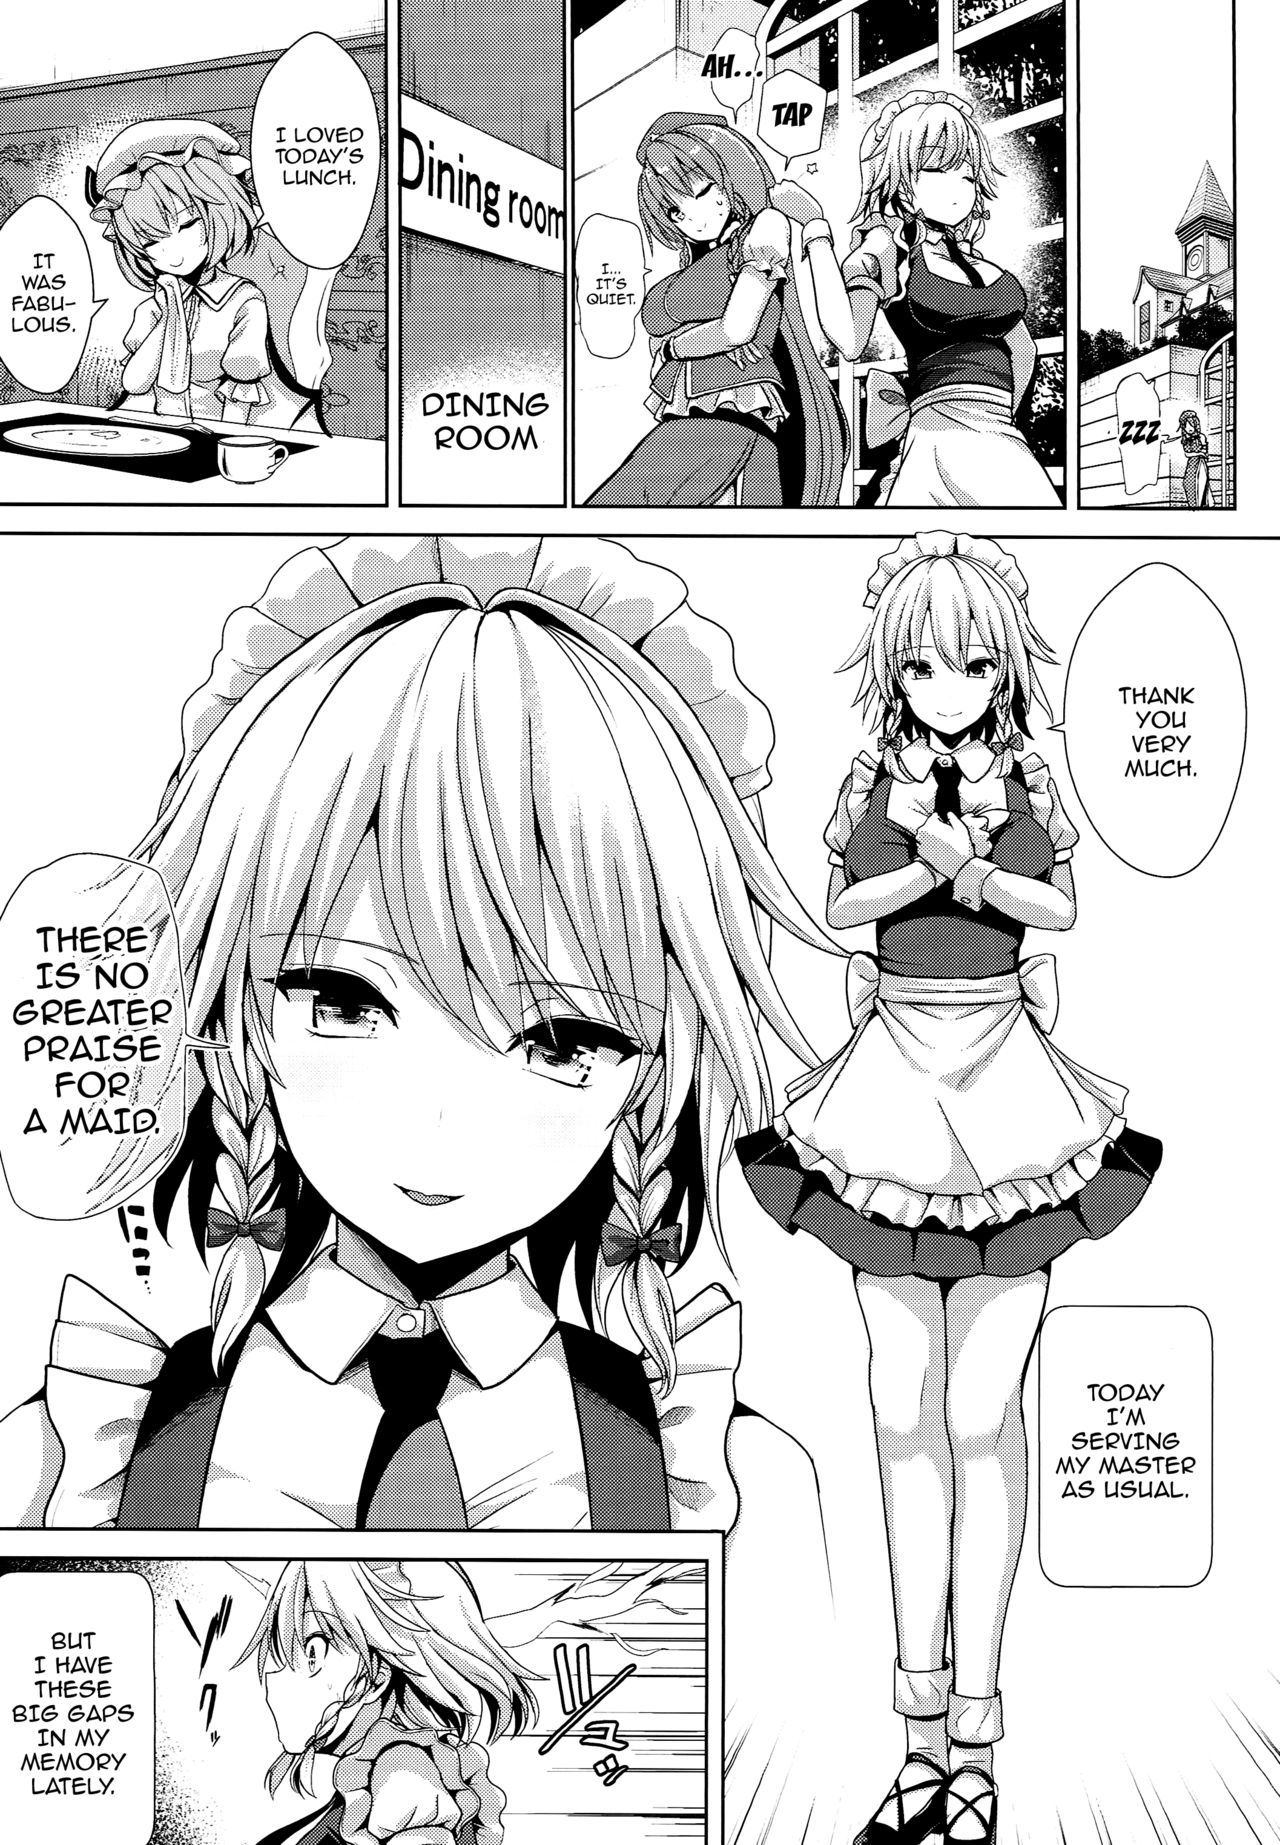 ZZZ
TAP
AH...
I...
IT'S
QUIET.
Dining room
DINING
ROOM
I LOVED
TODAY'S
LUNCH.
IT
WAS
FABU-
LOUS.
THANK
YOU
VERY
MUCH.
THERE
IS NO
GREATER
PRAISE
FOR
A MAID.
TODAY
I'M
SERVING
MY MASTER
AS USUAL.
BUT
I HAVE
THESE
BIG GAPS
IN MY
MEMORY
LATELY.